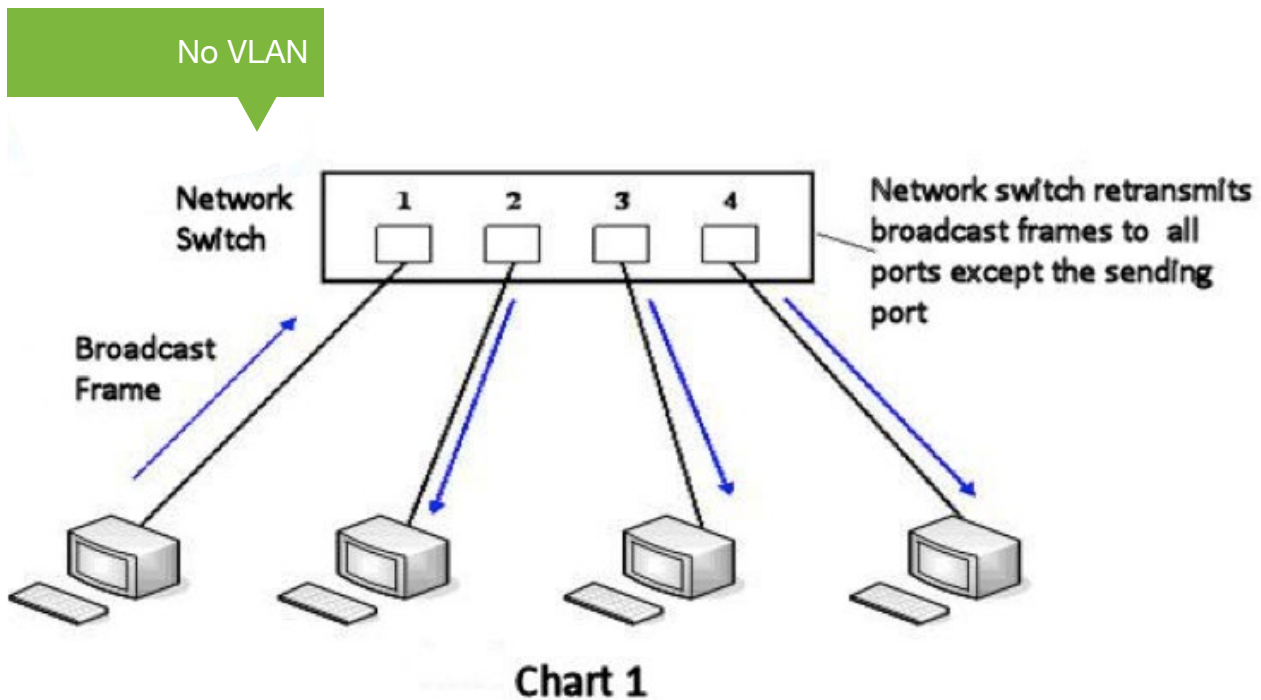 No VLAN
Network
Switch
1 2 3 4
Network switch retransmits
broadcast frames to all
ports except the sending
port
Broadcast
Frame
Chart 1